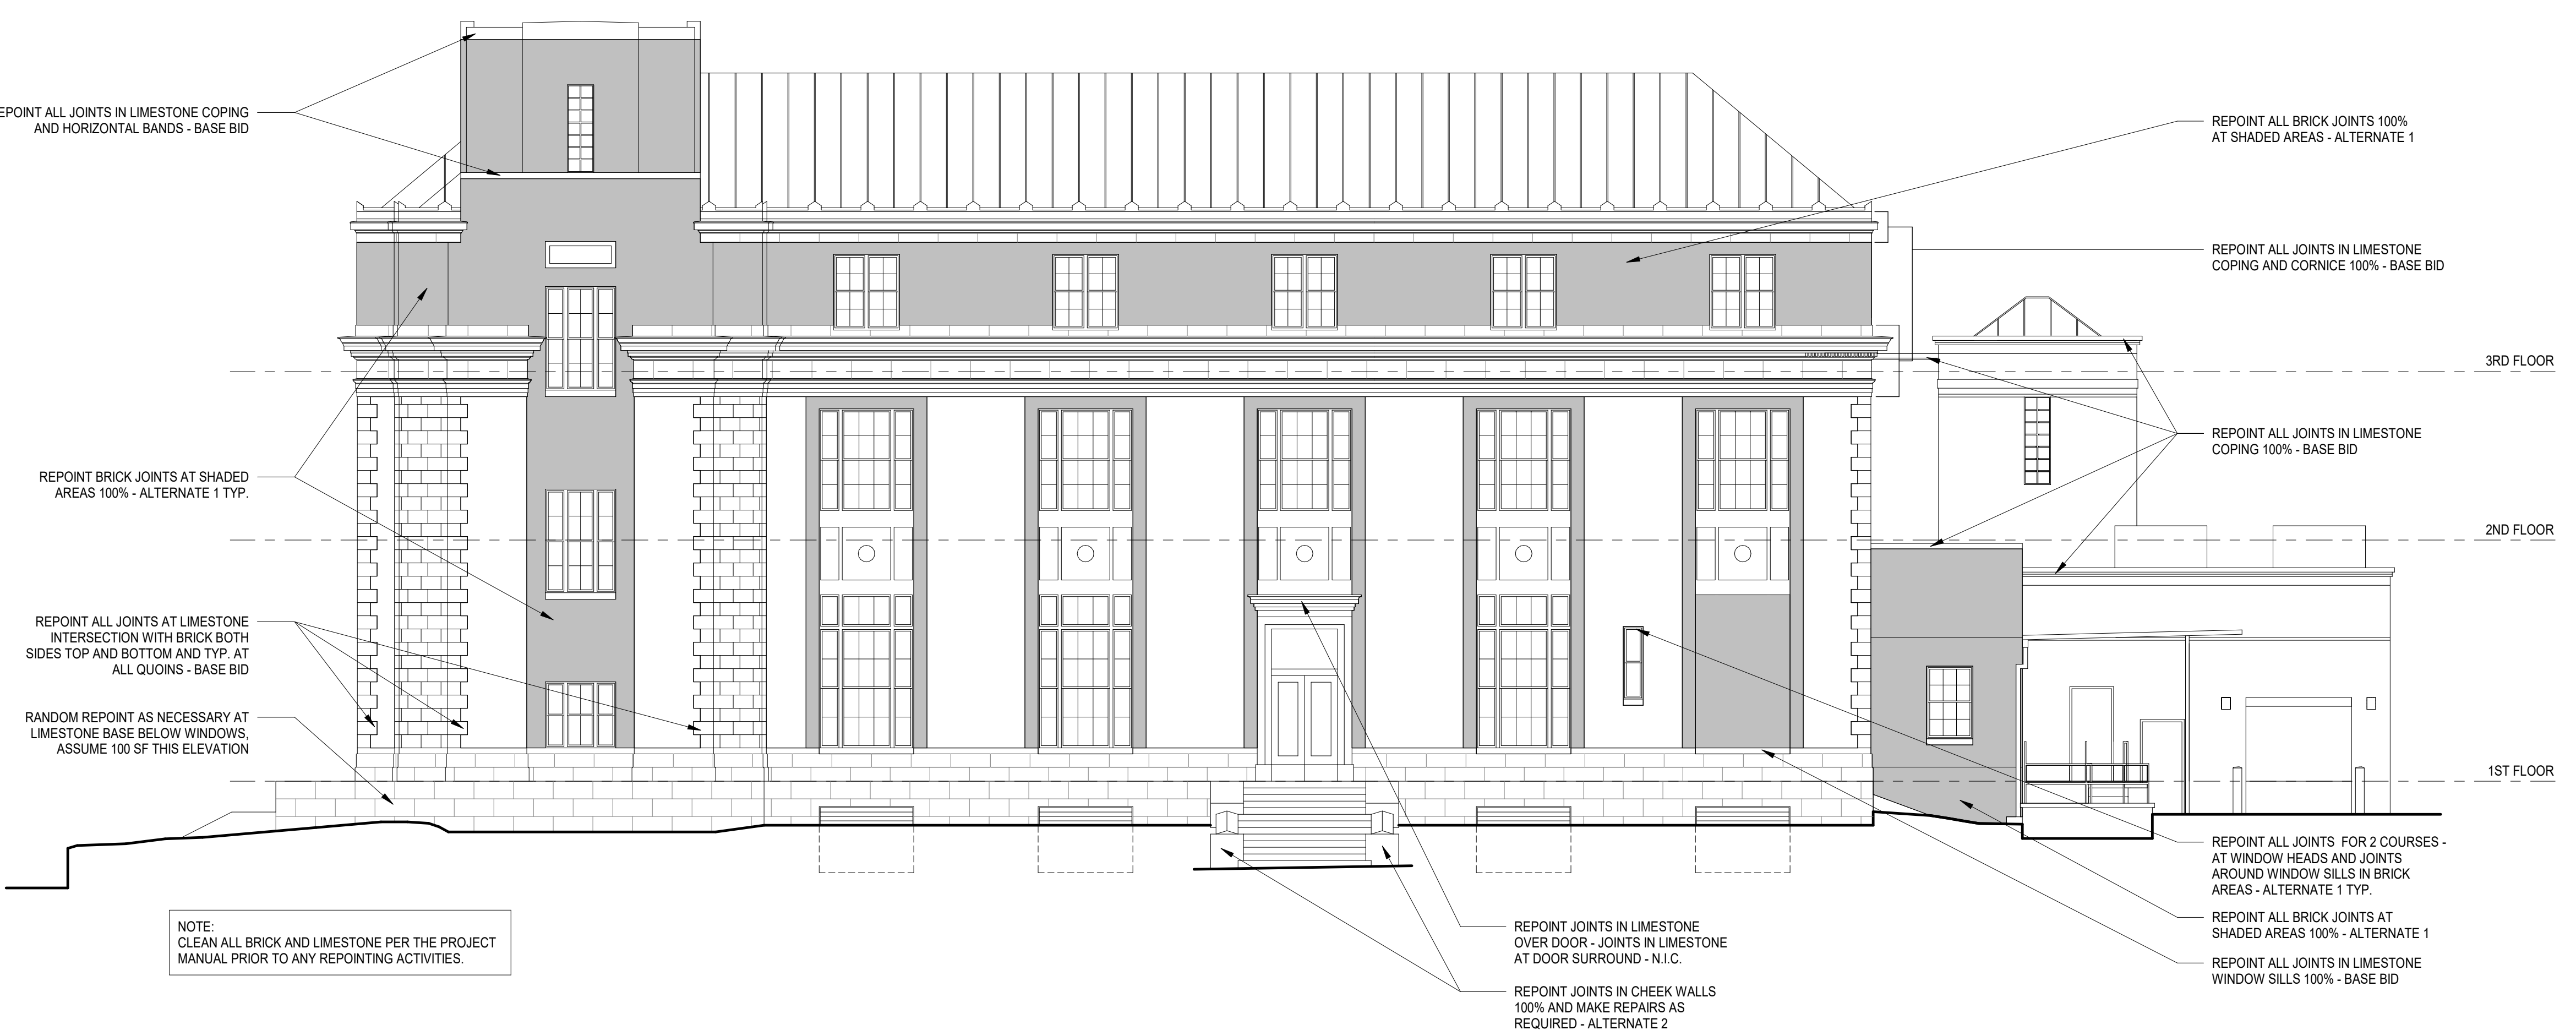 EPOINT ALL JOINTS IN LIMESTONE COPING
AND HORIZONTAL BANDS - BASE BID
REPOINT BRICK JOINTS AT SHADED
AREAS 100% - ALTERNATE 1 TYP.
REPOINT ALL JOINTS AT LIMESTONE
INTERSECTION WITH BRICK BOTH
SIDES TOP AND BOTTOM AND TYP. AT
ALL QUOINS - BASE BID
RANDOM REPOINT AS NECESSARY AT
LIMESTONE BASE BELOW WINDOWS,
ASSUME 100 SF THIS ELEVATION
NOTE:
CLEAN ALL BRICK AND LIMESTONE PER THE PROJECT
MANUAL PRIOR TO ANY REPOINTING ACTIVITIES.
REPOINT JOINTS IN LIMESTONE
OVER DOOR - JOINTS IN LIMESTONE
AT DOOR SURROUND - N.I.C.
REPOINT JOINTS IN CHEEK WALLS
100% AND MAKE REPAIRS AS
REQUIRED - ALTERNATE 2
REPOINT ALL BRICK JOINTS 100%
AT SHADED AREAS - ALTERNATE 1
REPOINT ALL JOINTS IN LIMESTONE
COPING AND CORNICE 100% - BASE BID
3RD FLOOR
REPOINT ALL JOINTS IN LIMESTONE
COPING 100% - BASE BID
2ND FLOOR
1ST FLOOR
REPOINT ALL JOINTS  FOR 2 COURSES -
AT WINDOW HEADS AND JOINTS
AROUND WINDOW SILLS IN BRICK
AREAS - ALTERNATE 1 TYP.
REPOINT ALL BRICK JOINTS AT
SHADED AREAS 100% - ALTERNATE 1
REPOINT ALL JOINTS IN LIMESTONE
WINDOW SILLS 100% - BASE BID